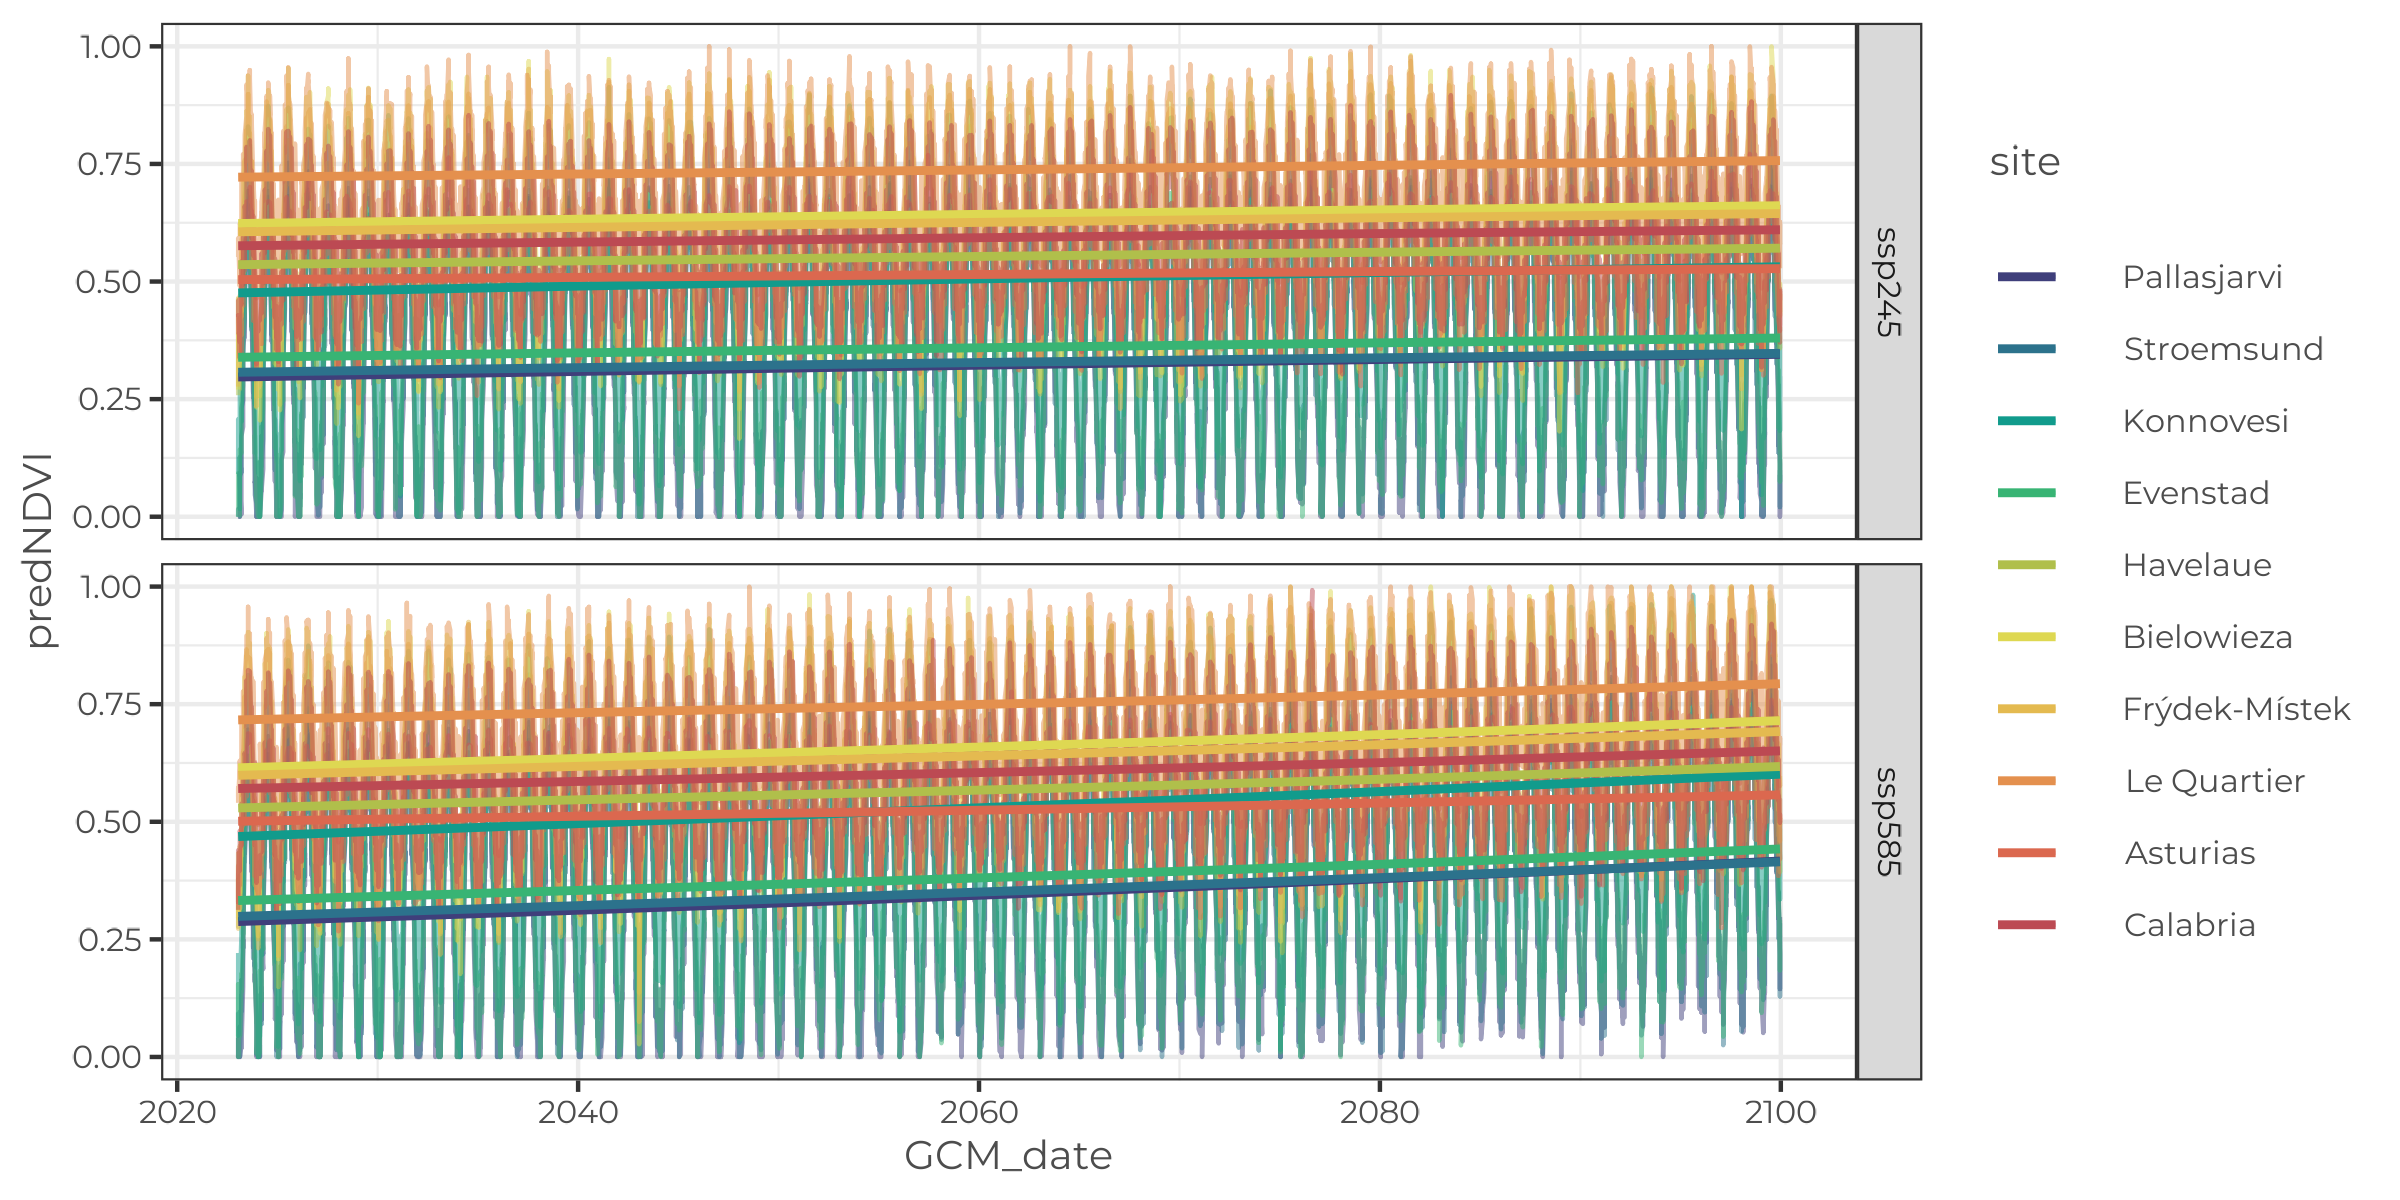 1.00
0.75
0.50
0.25
0.00
ssp245
1.00
0.75
0.50
0.25
0.00
ssp585
predNDVI
2020 2040 2060 2080 2100
GCM_date
site
Pallasjarvi
Stroemsund
Konnovesi
Evenstad
Havelaue
Bielowieza
Frýdek-Místek
Le Quartier
Asturias
Calabria